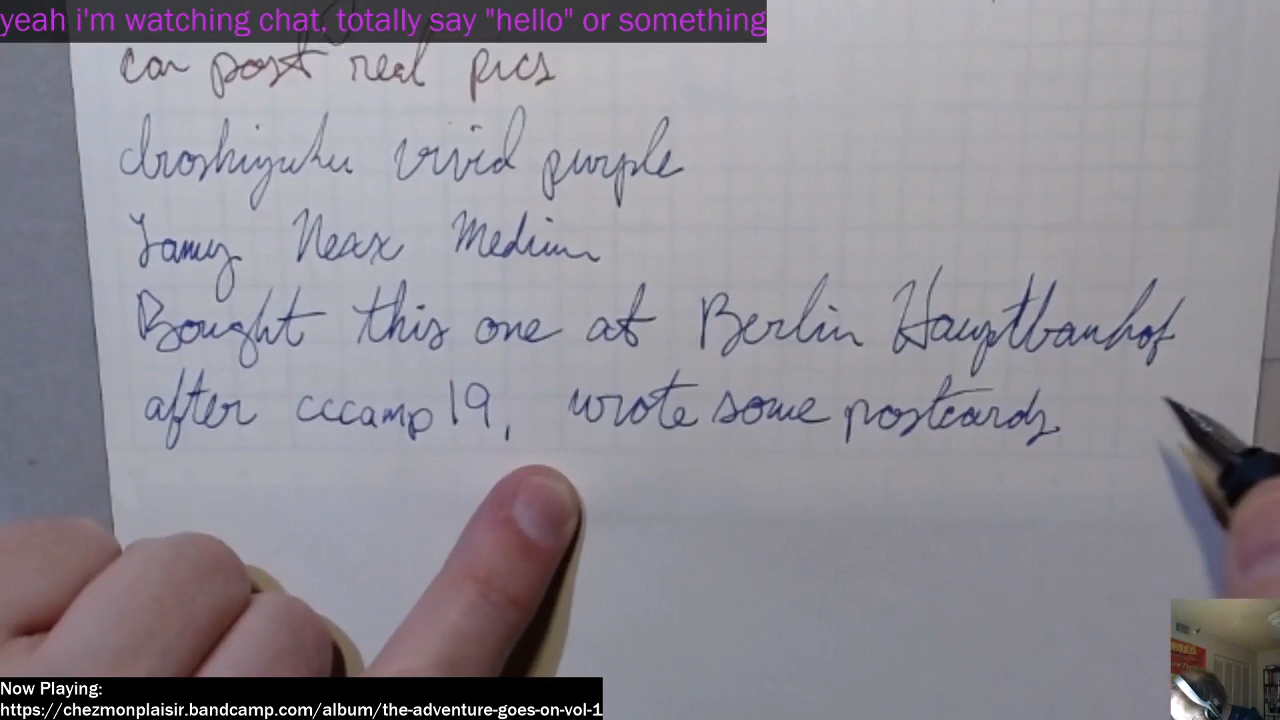 yeah i'm watching chat, totally say "hello" or something
can post real pics
Iroshizuku vivid purple
Lamy Nexx Medium
Bought this one at Berlin Hauptbanhof
after cccamp19, wrote some postcards
Now Playing:
https://chezmonplaisir.bandcamp.com/album/the-adventure-goes-on-vol-1